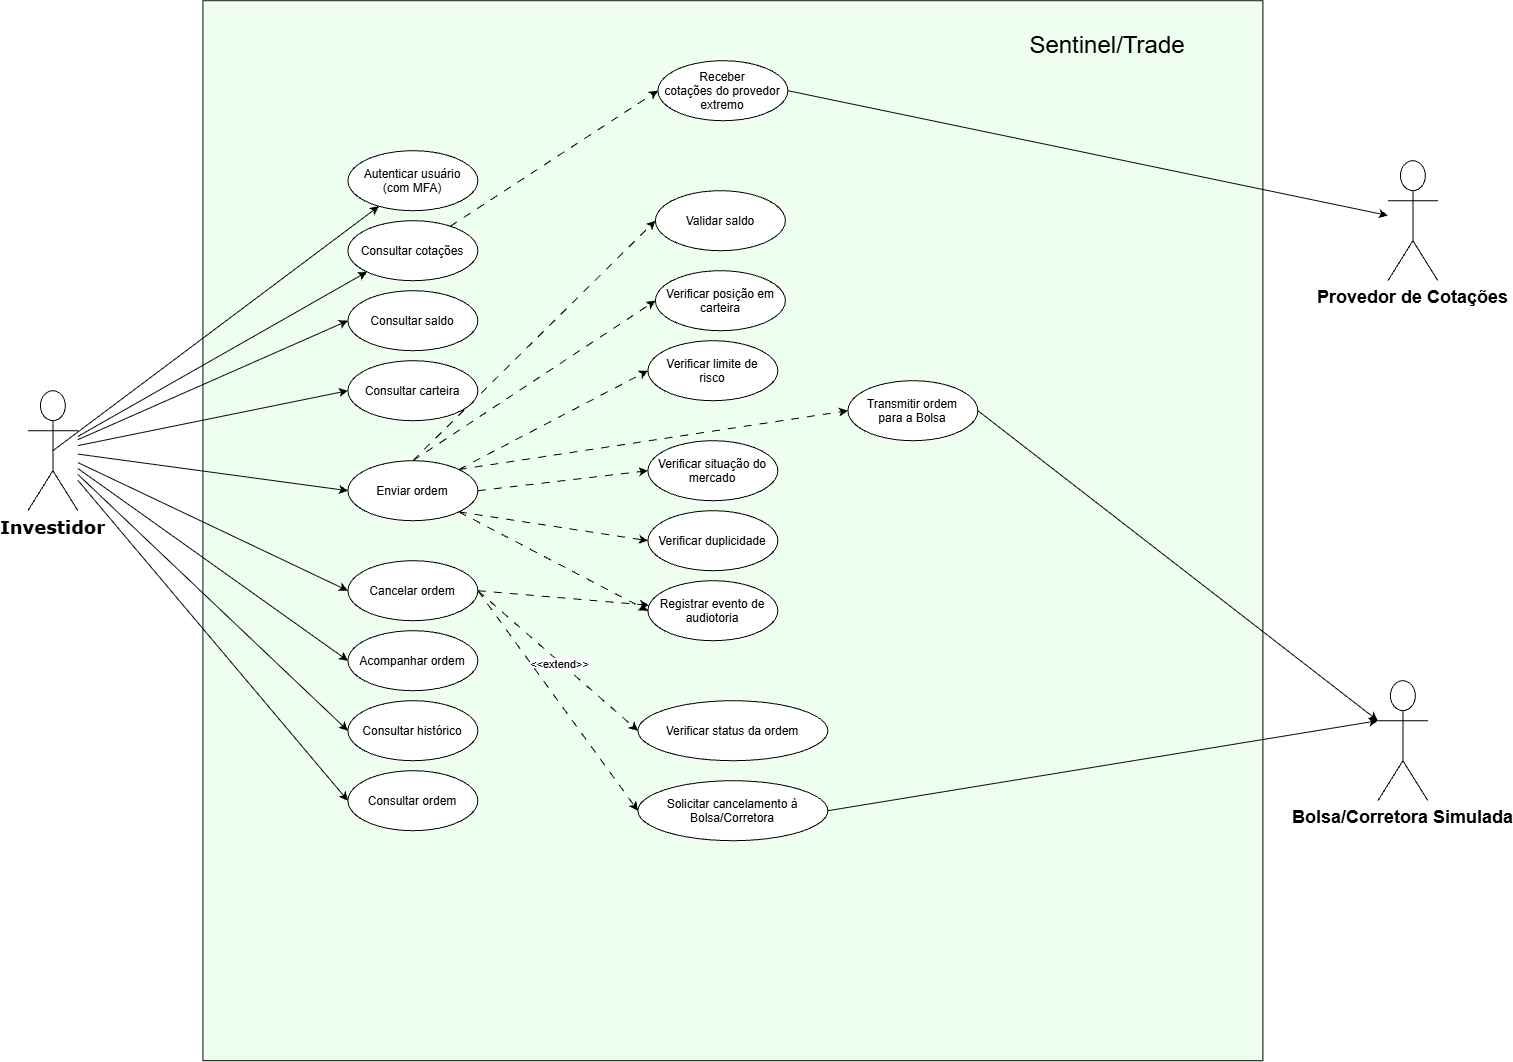 Sentinel/Trade
Receber
cotações do provedor
extremo
Autenticar usuário
(com MFA)
Consultar cotações
Validar saldo
Consultar saldo
Verificar posição em
carteira
Consultar carteira
Verificar limite de
risco
Transmitir ordem
para a Bolsa
Enviar ordem
Verificar situação do
mercado
Verificar duplicidade
Cancelar ordem
Registrar evento de
audiotoria
Acompanhar ordem
<<extend>>
Consultar histórico
Verificar status da ordem
Consultar ordem
Solicitar cancelamento à
Bolsa/Corretora
Investidor
Provedor de Cotações
Bolsa/Corretora Simulada